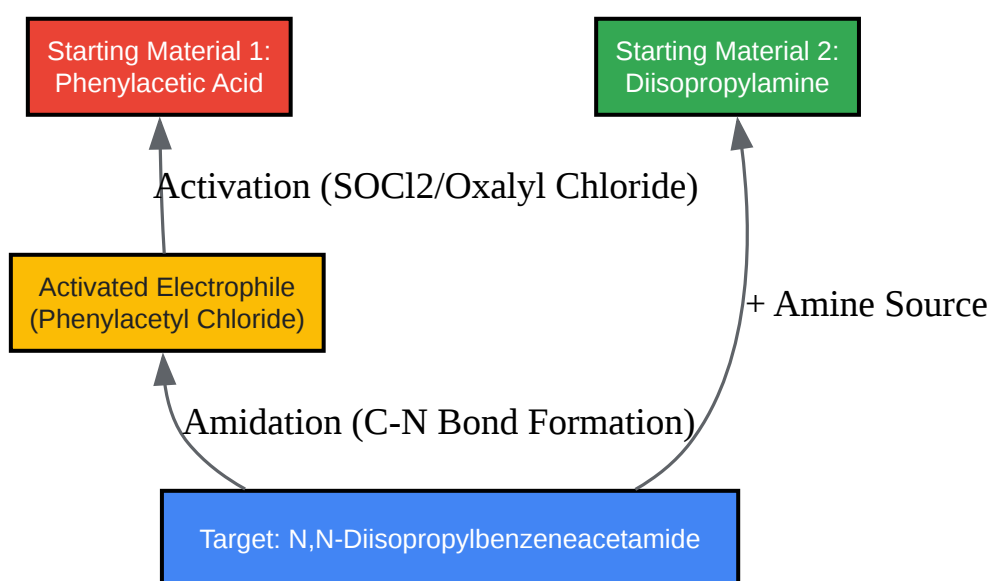 Starting Material 1:
Phenylacetic Acid
Starting Material 2:
Diisopropylamine
Activation (SOCl2/Oxalyl Chloride)
Activated Electrophile
(Phenylacetyl Chloride)
+ Amine Source
Amidation (C-N Bond Formation)
Target: N,N-Diisopropylbenzeneacetamide